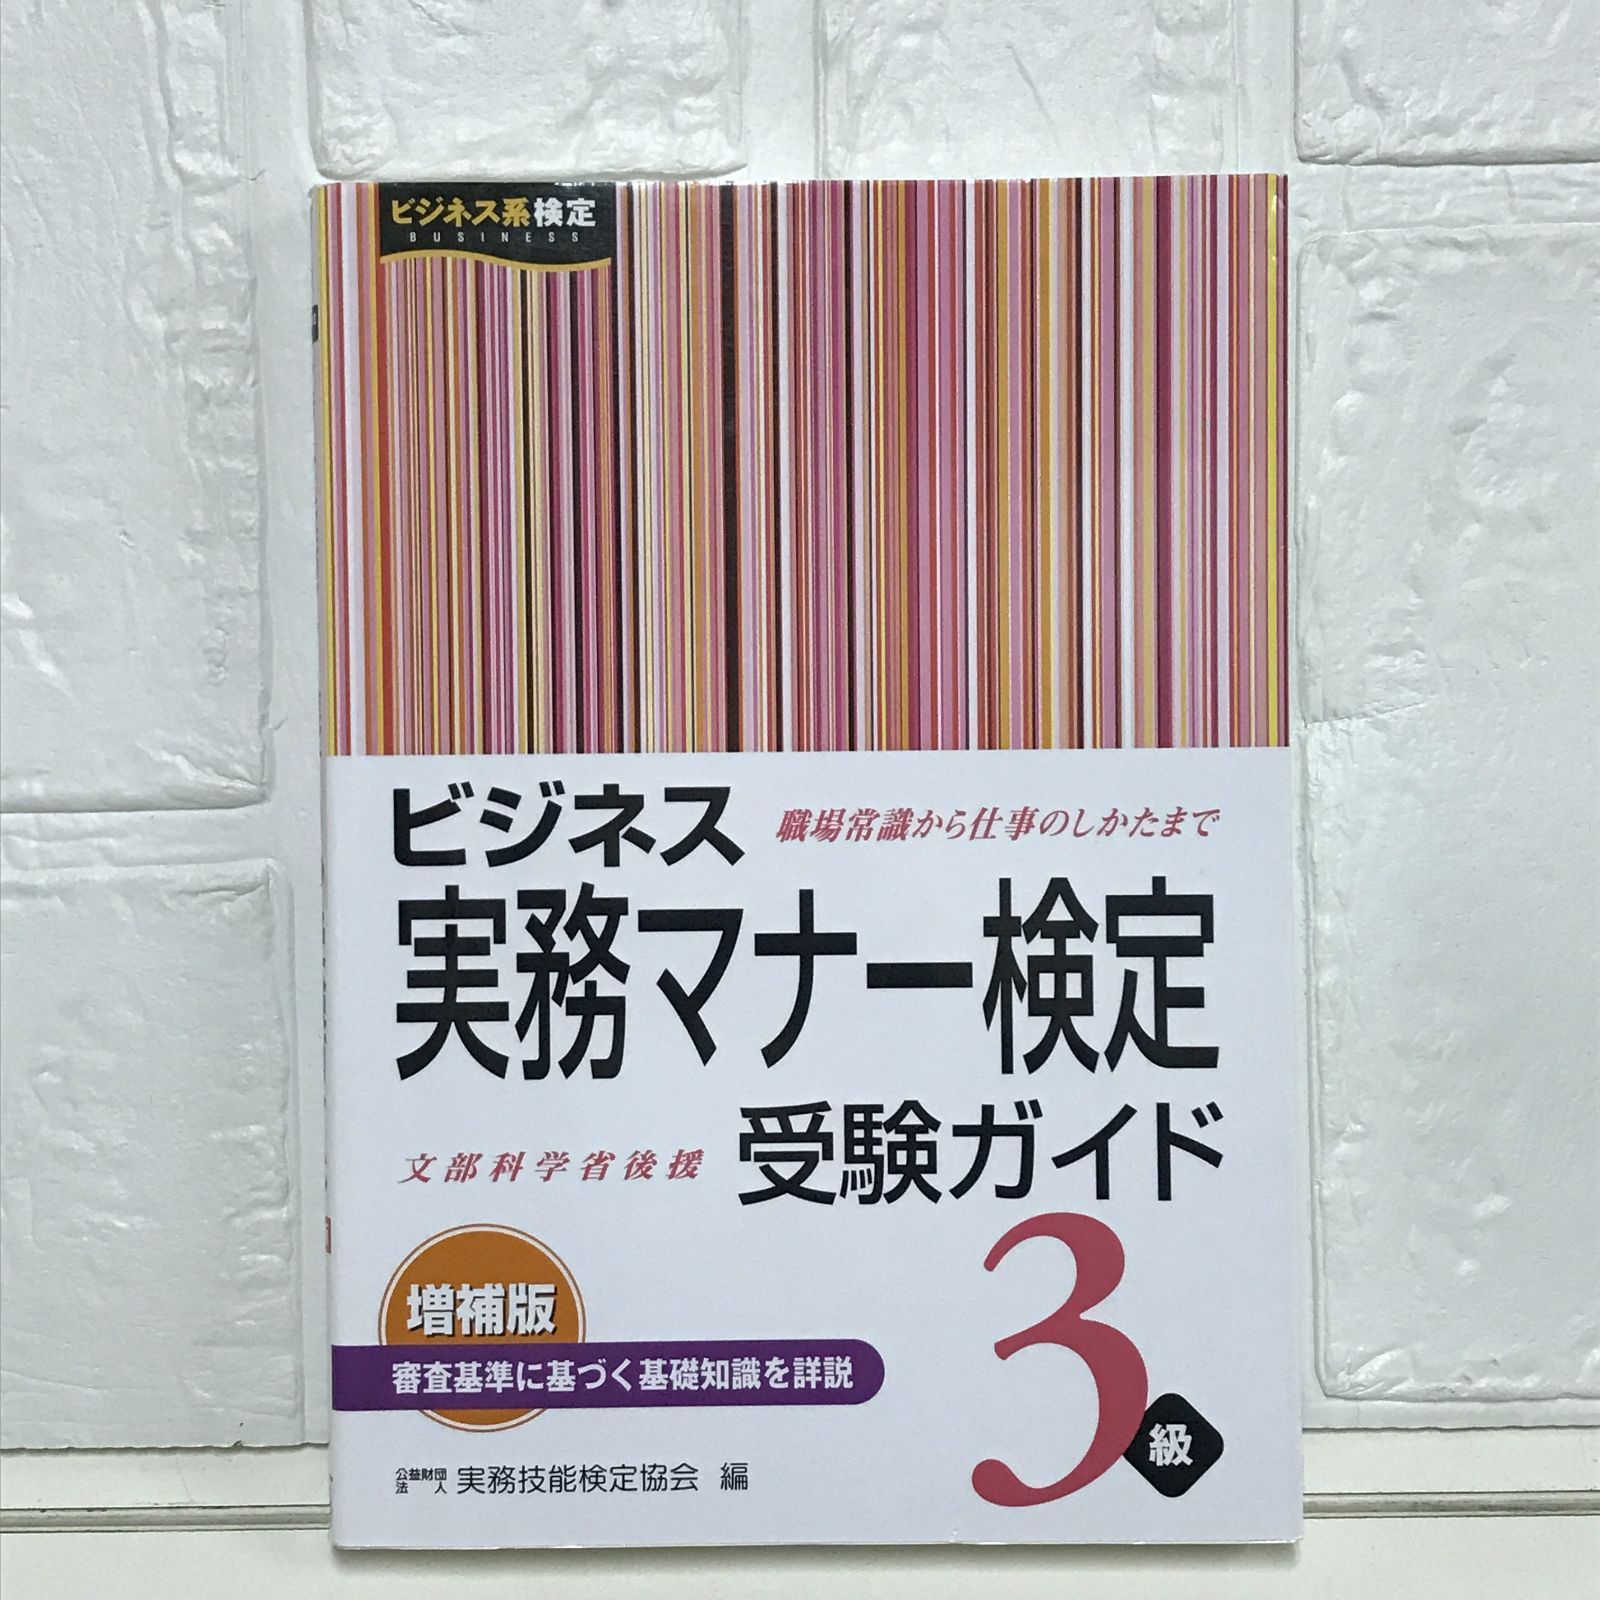 ビジネス系検定
BUSINESS
ビジネス
職場常識から仕事のしかたまで
実務マナー検定
受験ガイド
文部科学省後援
3級
増補版
審査基準に基づく基礎知識を詳説
公益財団法人 実務技能検定協会 編